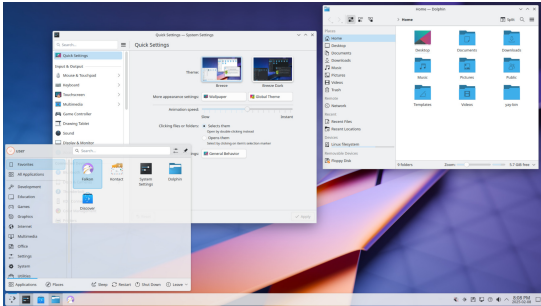 Quick Settings — System Settings
Search...
Quick Settings
Quick Settings
Input & Output
Mouse & Touchpad
Keyboard
Touchscreen
Multimedia
Game Controller
Drawing Tablet
Sound
Display & Monitor
Theme:
Breeze
Breeze Dark
More appearance settings:
Wallpaper
Global Theme
Animation speed:
Slow
Instant
Clicking files or folders:
Selects them
Open by double-clicking instead
Opens them
Select by clicking on item's selection marker
General Behavior
Apply
Home — Dolphin
Home
Split
Places
Home
Desktop
Documents
Downloads
Music
Pictures
Videos
Trash
Remote
Network
Recent
Recent Files
Recent Locations
Devices
Linux filesystem
Removable Devices
Floppy Disk
Desktop
Documents
Downloads
Music
Pictures
Public
Templates
Videos
9 folders
Zoom:
5.7 GiB free
user
Search...
Favorites
All Applications
Development
Education
Games
Graphics
Internet
Multimedia
Office
Settings
System
Utilities
Falkon
System Settings
Dolphin
Discover
Applications
Places
Sleep
Restart
Shut Down
Leave
8:08 PM